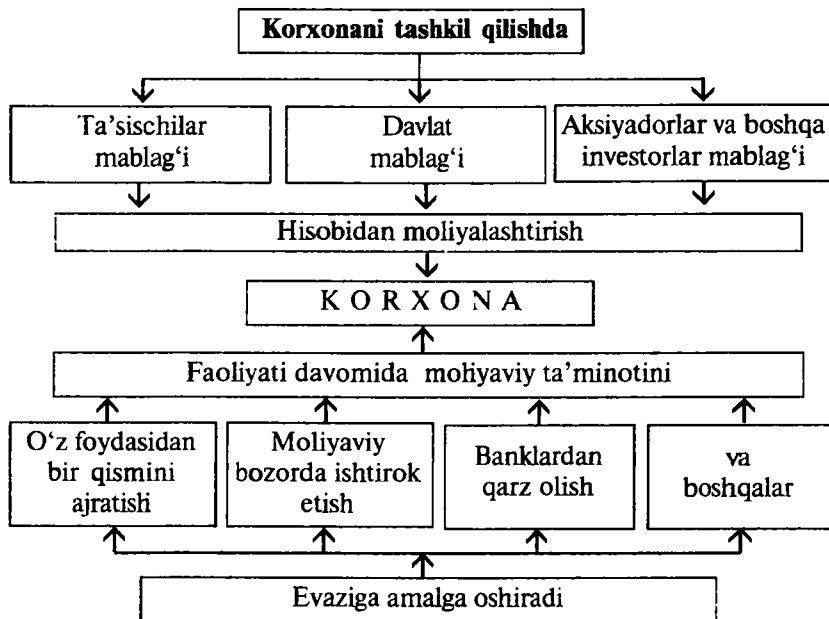 Korxonani tashkil qilishda
Ta’sischilar
mablag‘i
Davlat
mablag‘i
Aksiyadorlar va boshqa
investorlar mablag‘i
Hisobidan moliyalashtirish
K O R X O N A
Faoliyati davomida moliyaviy ta’minotini
O‘z foydasidan
bir qismini
ajratish
Moliyaviy
bozorda ishtirok
etish
Banklardan
qarz olish
va
boshqalar
Evaziga amalga oshiradi